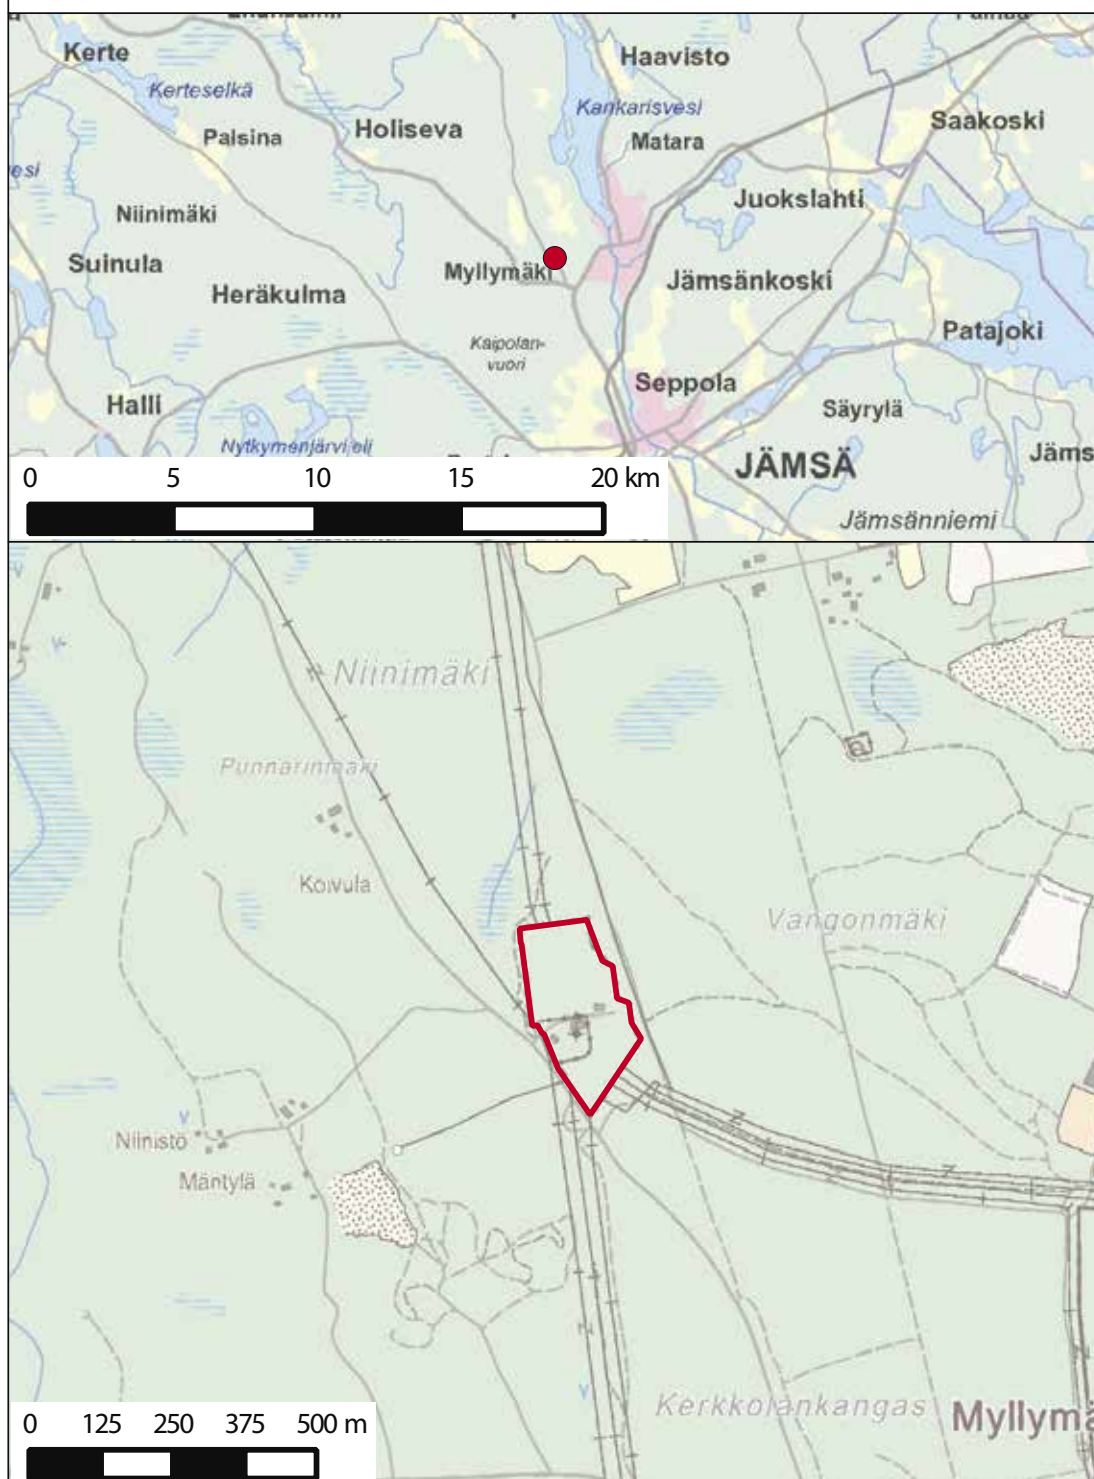 Kerte
Haavisto
Kerteselkä
Kankarisvesi
Saakoski
Palsina
Holiseva
Matara
esi
Juokslahti
Niinimäki
Suinula
Myllymäki
Jämsänkoski
Heräkulma
Patajoki
Kaipolan-
vuori
Seppola
Halli
Säyrylä
Nytkymenjärvi eli
JÄMSÄ
Jäms
0 5 10 15 20 km
Jämsänniemi
Niinimäki
Punnarinmäki
Koivula
Vangonmäki
Niinistö
Mäntylä
Kerkkolankangas
Myllymä
0 125 250 375 500 m